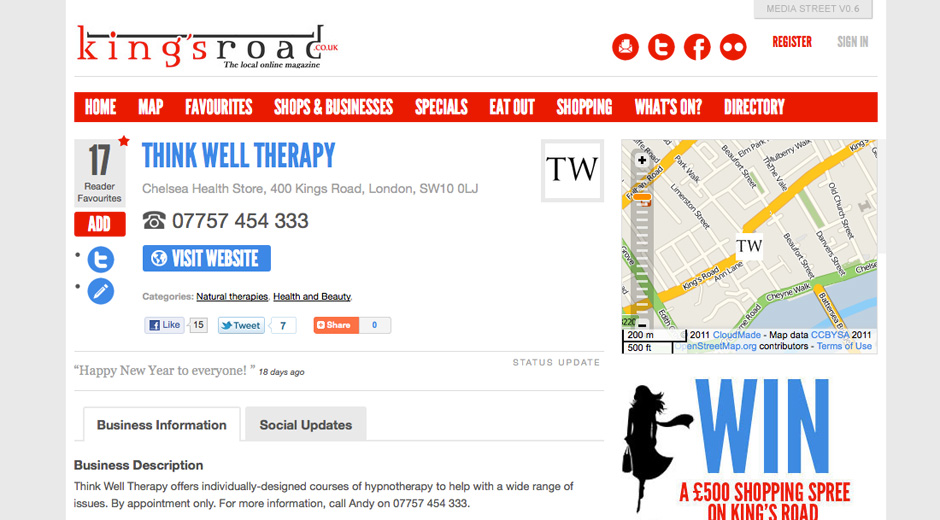 MEDIA STREET V0.6
king'sroad.co.uk
The local online magazine
REGISTER
SIGN IN
HOME MAP FAVOURITES SHOPS & BUSINESSES SPECIALS EAT OUT SHOPPING WHAT'S ON? DIRECTORY
17
Reader
Favourites
ADD
THINK WELL THERAPY
Chelsea Health Store, 400 Kings Road, London, SW10 0LJ
07757 454 333
VISIT WEBSITE
Categories: Natural therapies, Health and Beauty.
Like 15 Tweet 7 Share 0
TW
Elm Park
Mulberry Walk
King's
Park Walk
Beaufort Street
The Vale
Limerston Street
Old Church Street
TW
Beaufort Street
Danvers Street
Ann Lane
King's Road
Chelse
Cheyne Walk
Edith G
Battersea B
200 m
500 ft
2011 CloudMade - Map data CCBYSA 2011
OpenStreetMap.org contributors - Terms of Use
STATUS UPDATE
“Happy New Year to everyone! ” 18 days ago
Business Information
Social Updates
Business Description
Think Well Therapy offers individually-designed courses of hypnotherapy to help with a wide range of
issues. By appointment only. For more information, call Andy on 07757 454 333.
WIN
A £500 SHOPPING SPREE
ON KING'S ROAD